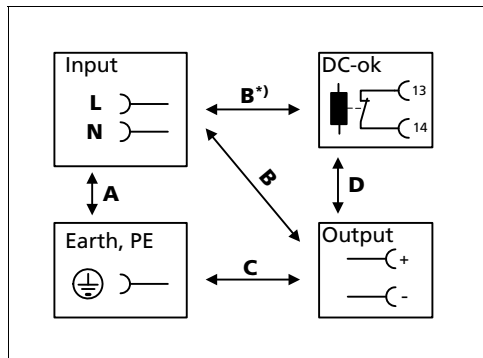 Input
L
N
B*)
DC-ok
13
14
A
B
D
Earth, PE
C
Output
+
-